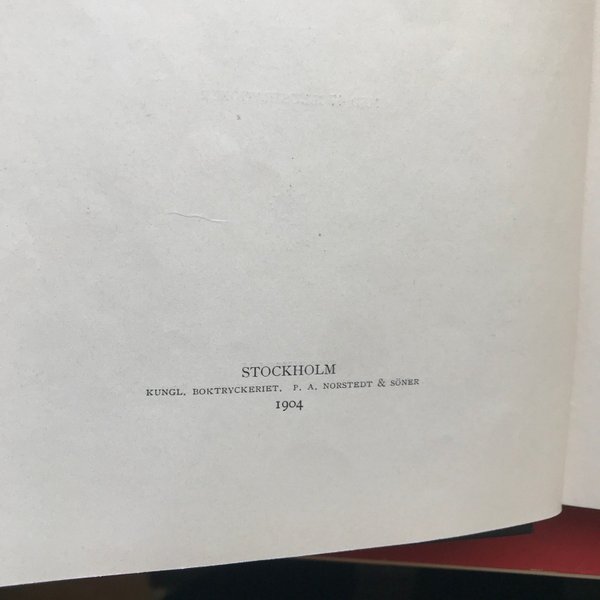 STOCKHOLM
KUNGL. BOKTRYCKERIET. P. A. NORSTEDT & SÖNER
1904